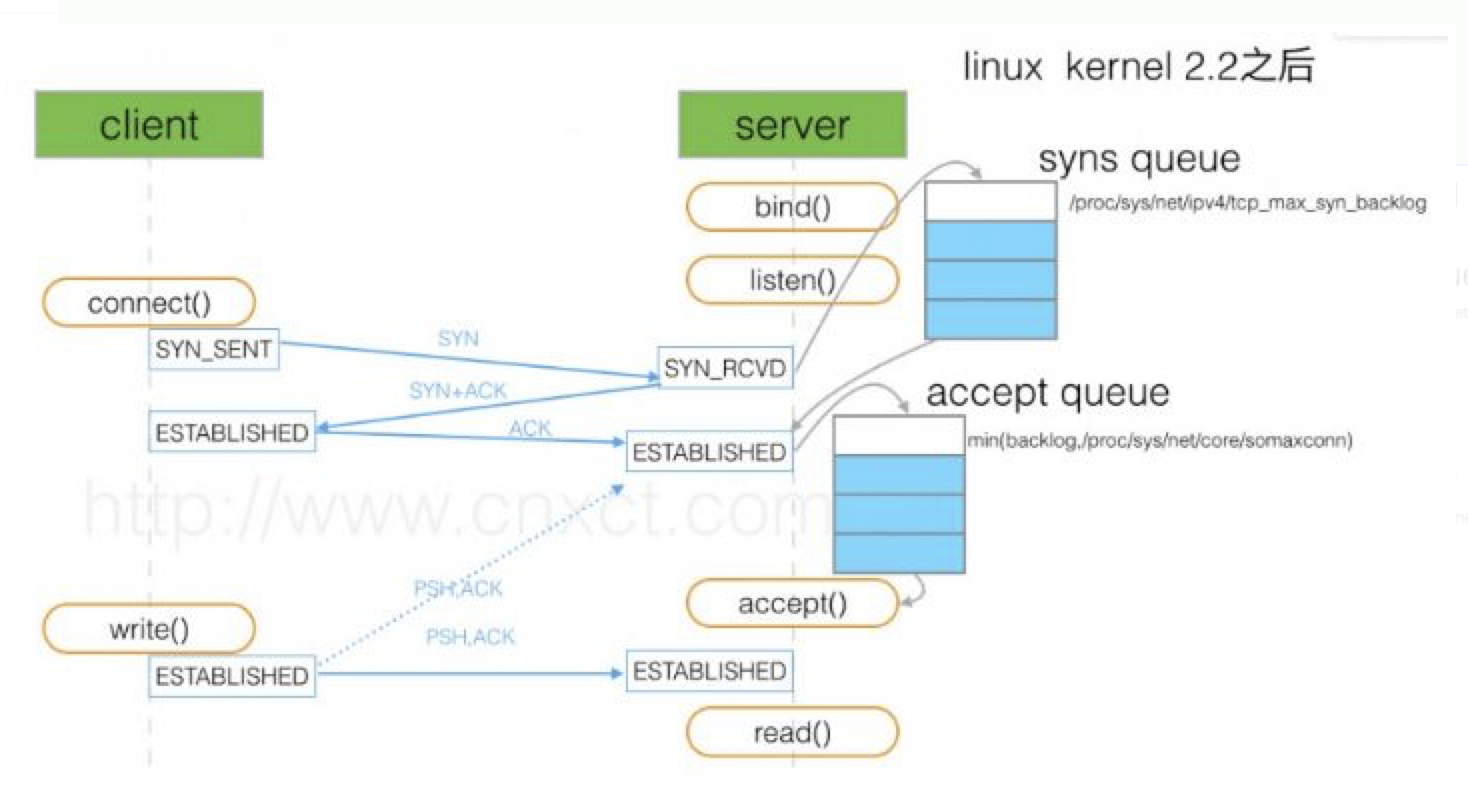 linux kernel 2.2之后
client
server
syns queue
bind()
/proc/sys/net/ipv4/tcp_max_syn_backlog
listen()
connect()
SYN
SYN_SENT
SYN_RCVD
SYN+ACK
accept queue
ACK
ESTABLISHED
ESTABLISHED
min(backlog,/proc/sys/net/core/somaxconn)
http://www.cnxct.com
PSH,ACK
accept()
write()
PSH,ACK
ESTABLISHED
ESTABLISHED
read()